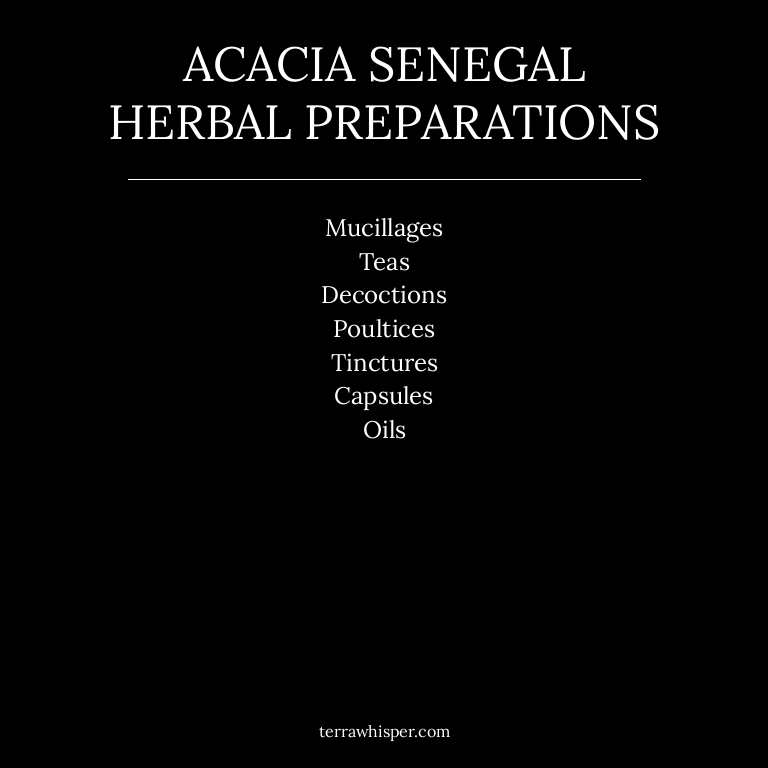 ACACIA SENEGAL
HERBAL PREPARATIONS
Mucillages
Teas
Decoctions
Poultices
Tinctures
Capsules
Oils
terrawhisper.com